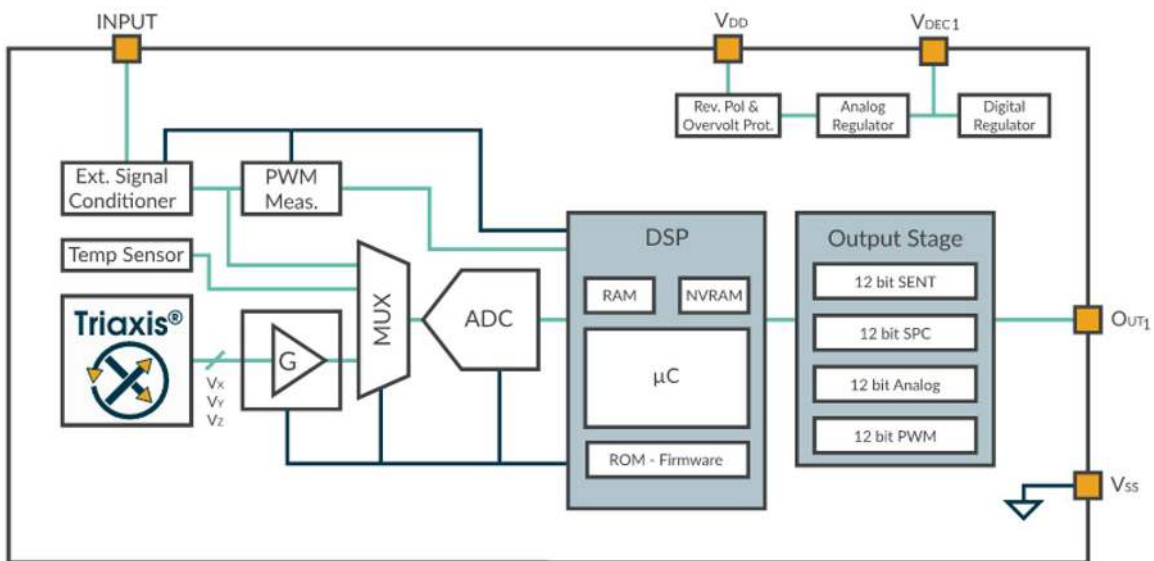 INPUT
VDD
VDEC1
Rev. Pol &
Overvolt Prot.
Analog
Regulator
Digital
Regulator
Ext. Signal
Conditioner
PWM
Meas.
Temp Sensor
Triaxis®
VX
VY
VZ
G
MUX
ADC
DSP
RAM
NVRAM
µC
ROM - Firmware
Output Stage
12 bit SENT
12 bit SPC
12 bit Analog
12 bit PWM
OUT1
VSS